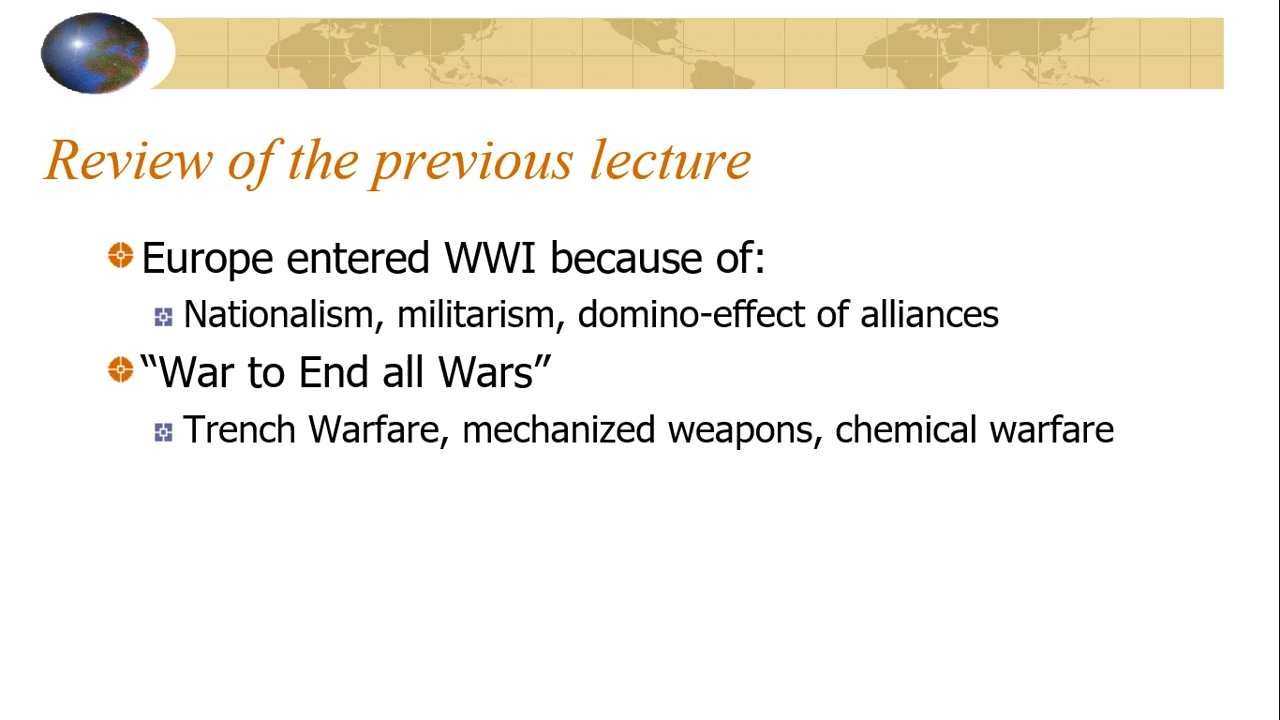 Review of the previous lecture
Europe entered WWI because of:
Nationalism, militarism, domino-effect of alliances
“War to End all Wars”
Trench Warfare, mechanized weapons, chemical warfare